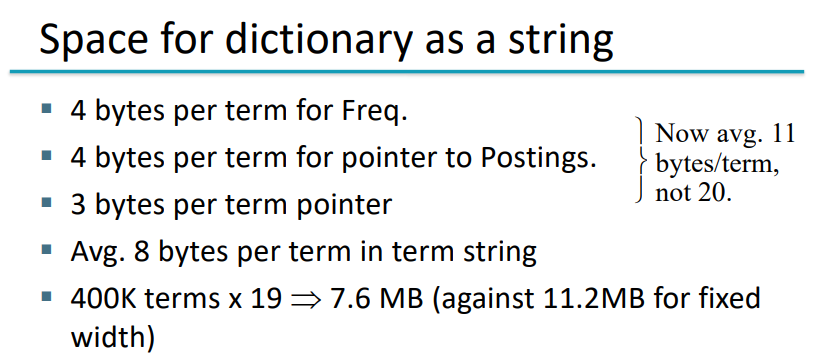 Space for dictionary as a string
▪ 4 bytes per term for Freq.
▪ 4 bytes per term for pointer to Postings.
▪ 3 bytes per term pointer
Now avg. 11
bytes/term,
not 20.
▪ Avg. 8 bytes per term in term string
▪ 400K terms x 19 ⇒ 7.6 MB (against 11.2MB for fixed
width)